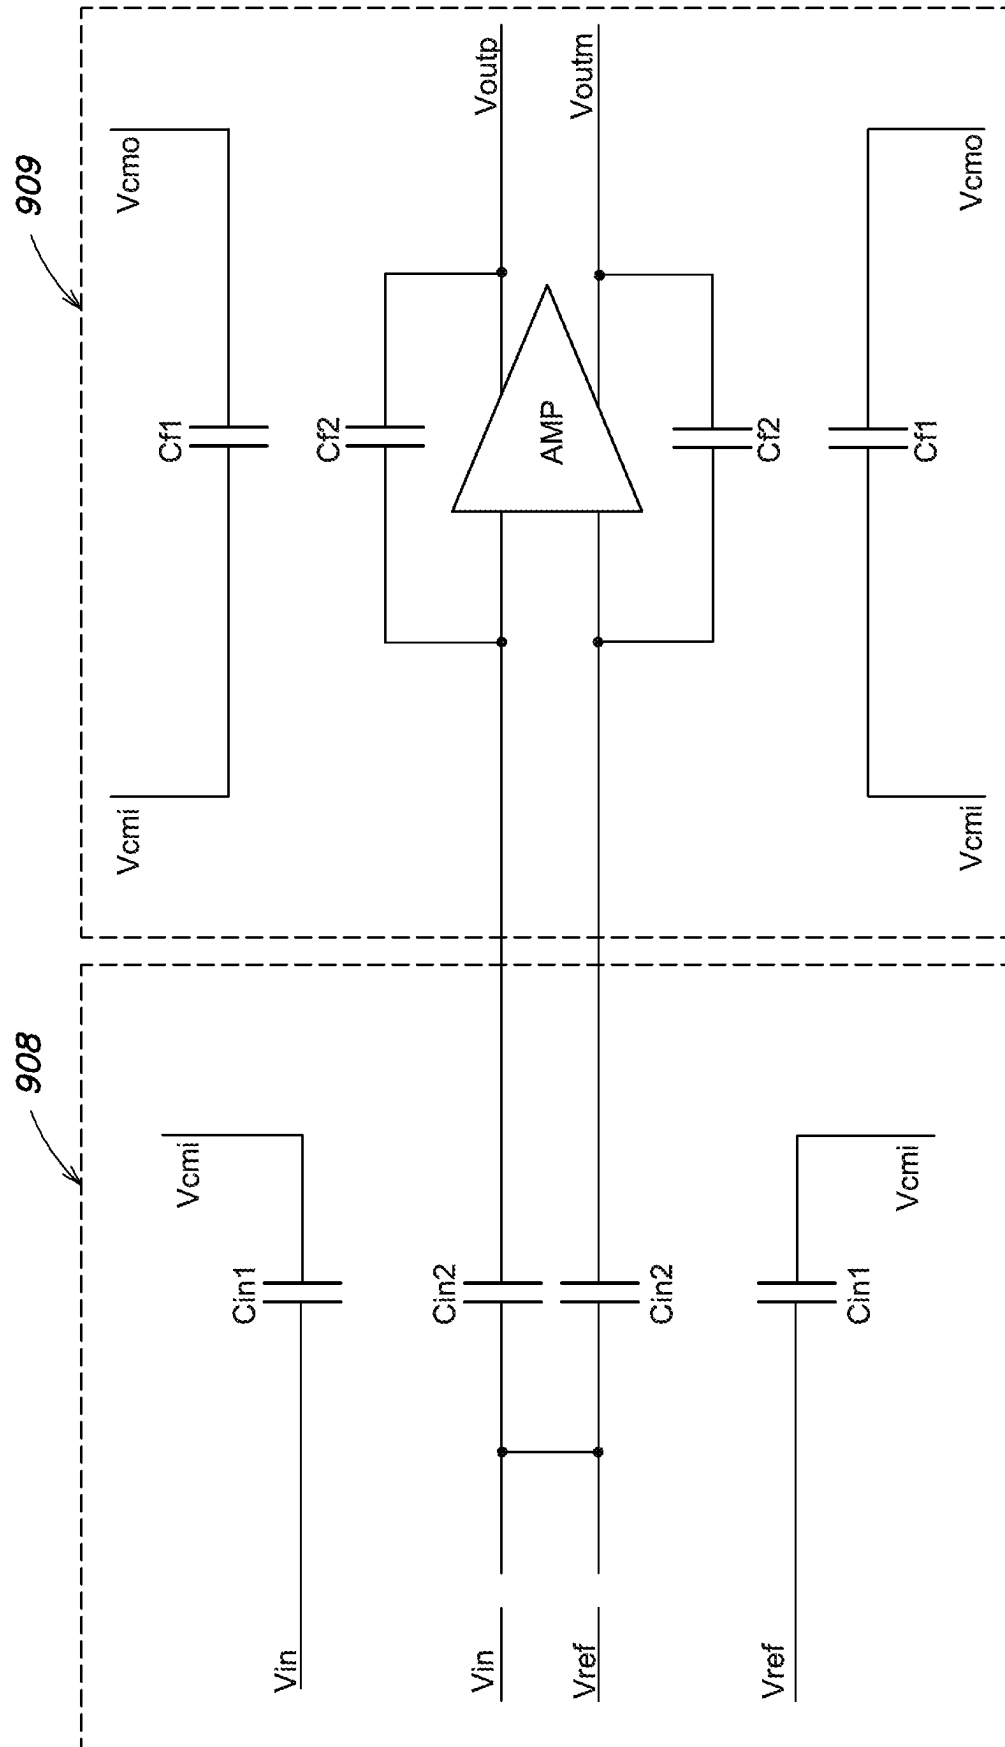 908
909
Vcmi
Vcmo
Cf1
Vcmi
Cin1
Vin
Cf2
Cin2
Vin
Voutp
AMP
Vref
Voutm
Cin2
Cf2
Vref
Cin1
Vcmi
Cf1
Vcmi
Vcmo